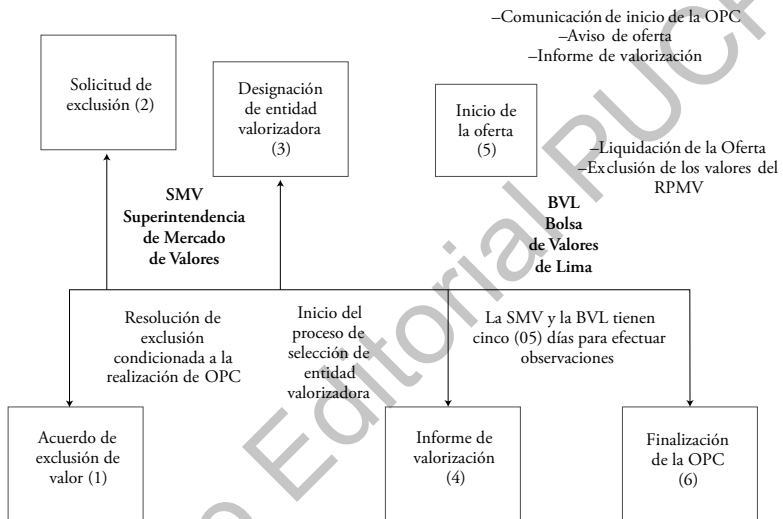 –Comunicación de inicio de la OPC
–Aviso de oferta
–Informe de valorización
Solicitud de
exclusión (2)
Designación
de entidad
valorizadora
(3)
Inicio de
la oferta
(5)
–Liquidación de la Oferta
–Exclusión de los valores del
RPMV
SMV
Superintendencia
de Mercado
de Valores
BVL
Bolsa
de Valores
de Lima
Resolución de
exclusión
condicionada a la
realización de OPC
Inicio del
proceso de
selección de
entidad
valorizadora
La SMV y la BVL tienen
cinco (05) días para efectuar
observaciones
Acuerdo de
exclusión de
valor (1)
Informe de
valorización
(4)
Finalización
de la OPC
(6)
Editorial PUCP